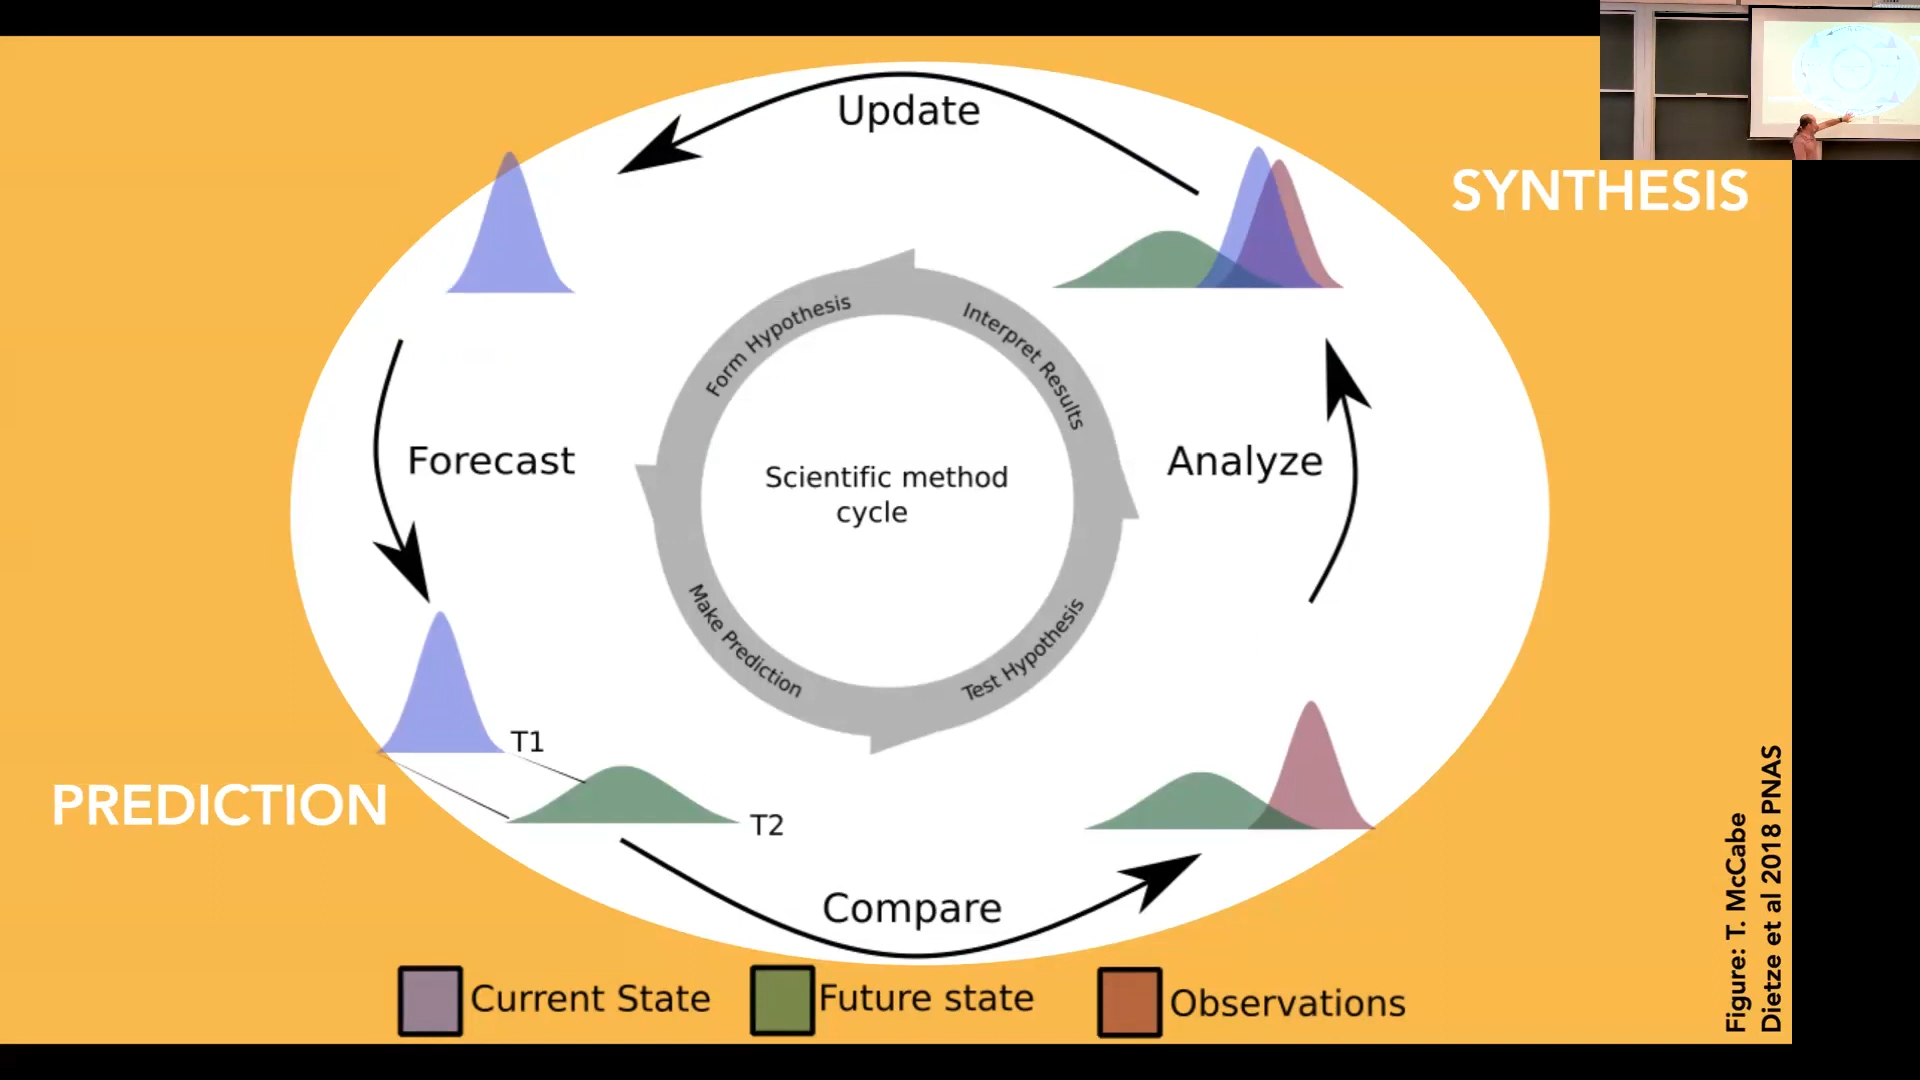 Update
SYNTHESIS
Form Hypothesis
Interpret Results
Forecast
Scientific method
cycle
Analyze
Make Prediction
Test Hypothesis
T1
PREDICTION
T2
Compare
Current State
Future state
Observations
Figure: T. McCabe
Dietze et al 2018 PNAS